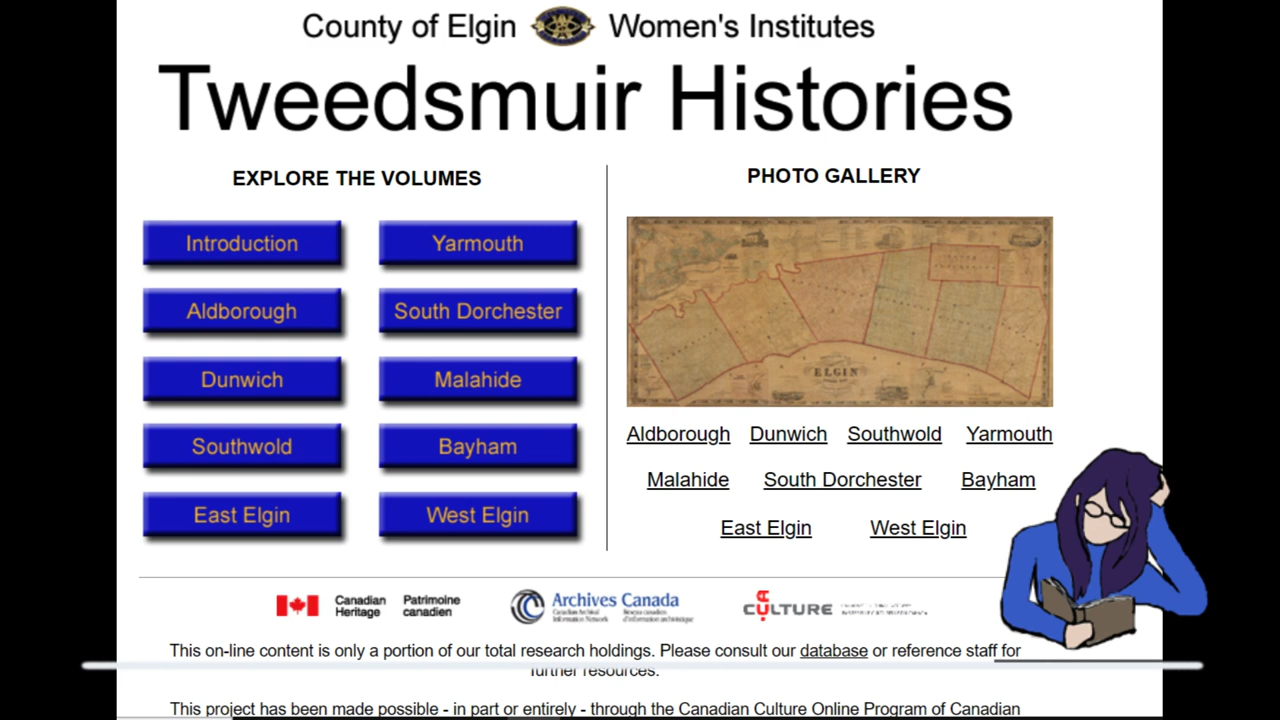 County of Elgin Women's Institutes
Tweedsmuir Histories
EXPLORE THE VOLUMES
Introduction
Yarmouth
Aldborough
South Dorchester
Dunwich
Malahide
Southwold
Bayham
East Elgin
West Elgin
PHOTO GALLERY
ELGIN
Aldborough Dunwich Southwold Yarmouth
Malahide South Dorchester Bayham
East Elgin West Elgin
Canadian Patrimoine
Heritage canadien
Archives Canada
Canadian Archival
Information Network
CULTURE
This on-line content is only a portion of our total research holdings. Please consult our database or reference staff for
further resources.
This project has been made possible - in part or entirely - through the Canadian Culture Online Program of Canadian